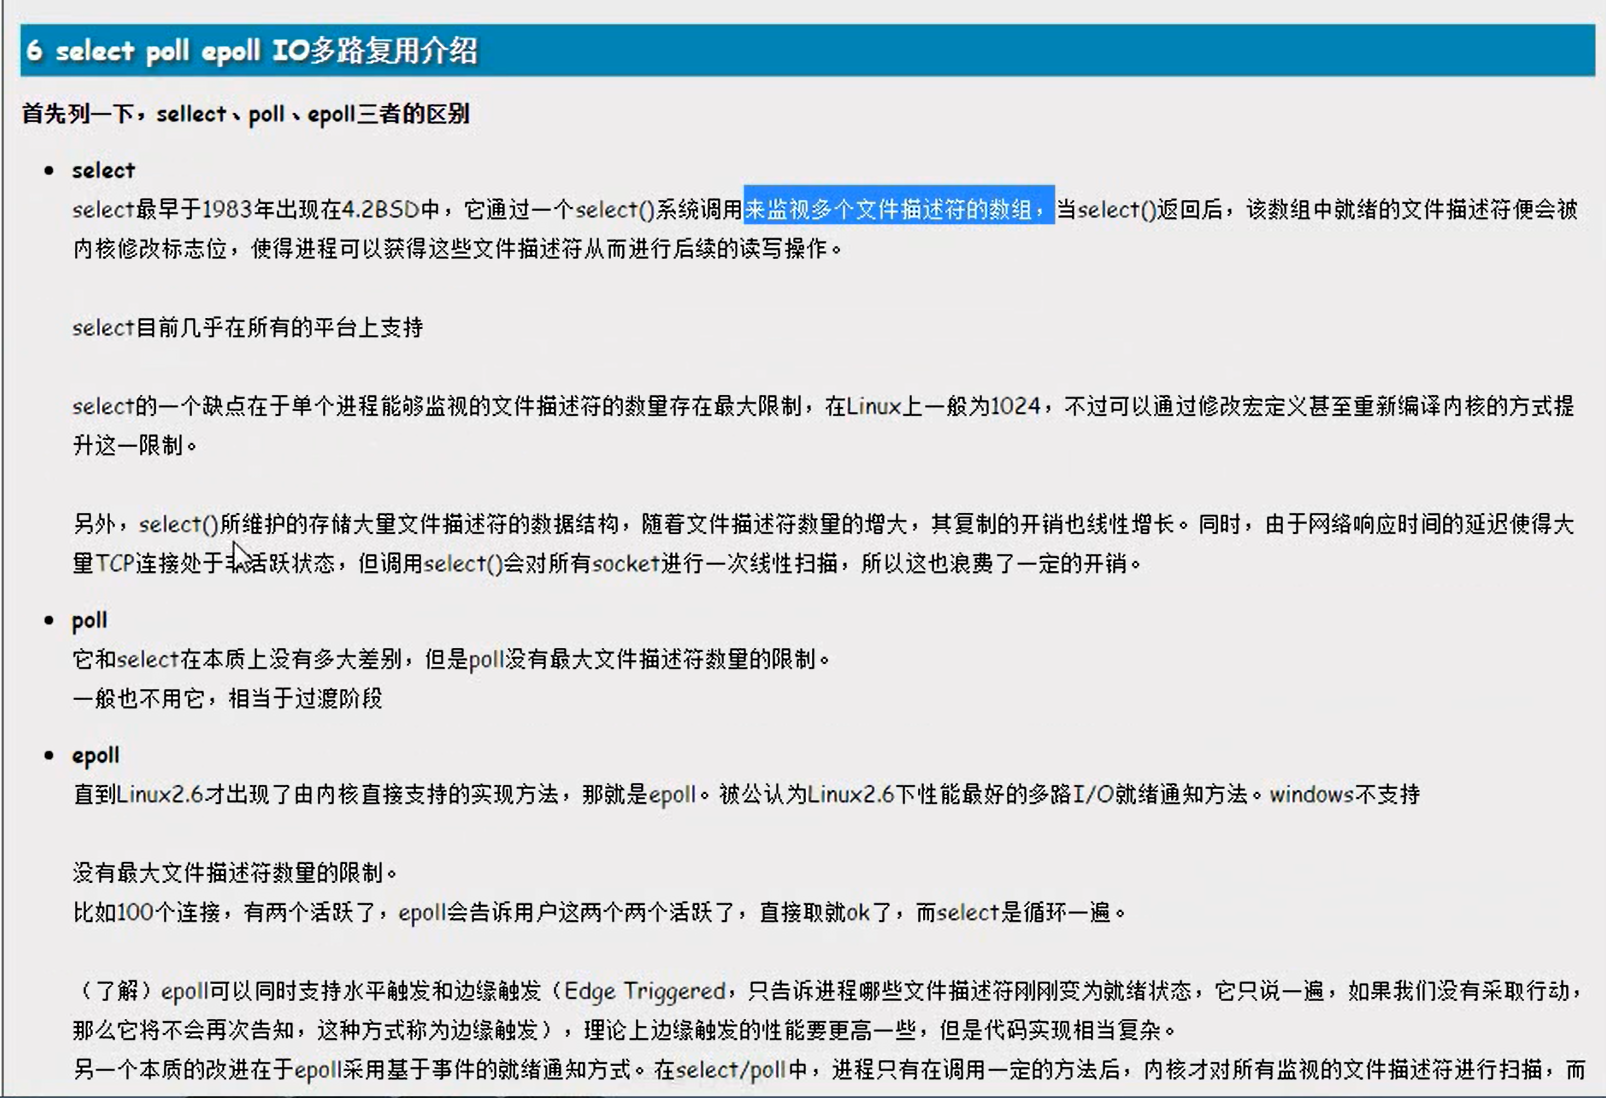 6 select poll epoll IO多路复用介绍
首先列一下，sellect、poll、epoll三者的区别
select
select最早于1983年出现在4.2BSD中，它通过一个select()系统调用来监视多个文件描述符的数组，当select()返回后，该数组中就绪的文件描述符便会被
内核修改标志位，使得进程可以获得这些文件描述符从而进行后续的读写操作。
select目前几乎在所有的平台上支持
select的一个缺点在于单个进程能够监视的文件描述符的数量存在最大限制，在Linux上一般为1024，不过可以通过修改宏定义甚至重新编译内核的方式提
升这一限制。
另外，select()所维护的存储大量文件描述符的数据结构，随着文件描述符数量的增大，其复制的开销也线性增长。同时，由于网络响应时间的延迟使得大
量TCP连接处于非活跃状态，但调用select()会对所有socket进行一次线性扫描，所以这也浪费了一定的开销。
poll
它和select在本质上没有多大差别，但是poll没有最大文件描述符数量的限制。
一般也不用它，相当于过渡阶段
epoll
直到Linux2.6才出现了由内核直接支持的实现方法，那就是epoll。被公认为Linux2.6下性能最好的多路I/O就绪通知方法。windows不支持
没有最大文件描述符数量的限制。
比如100个连接，有两个活跃了，epoll会告诉用户这两个两个活跃了，直接取就ok了，而select是循环一遍。
（了解）epoll可以同时支持水平触发和边缘触发（Edge Triggered，只告诉进程哪些文件描述符刚刚变为就绪状态，它只说一遍，如果我们没有采取行动，
那么它将不会再次告知，这种方式称为边缘触发），理论上边缘触发的性能要更高一些，但是代码实现相当复杂。
另一个本质的改进在于epoll采用基于事件的就绪通知方式。在select/poll中，进程只有在调用一定的方法后，内核才对所有监视的文件描述符进行扫描，而